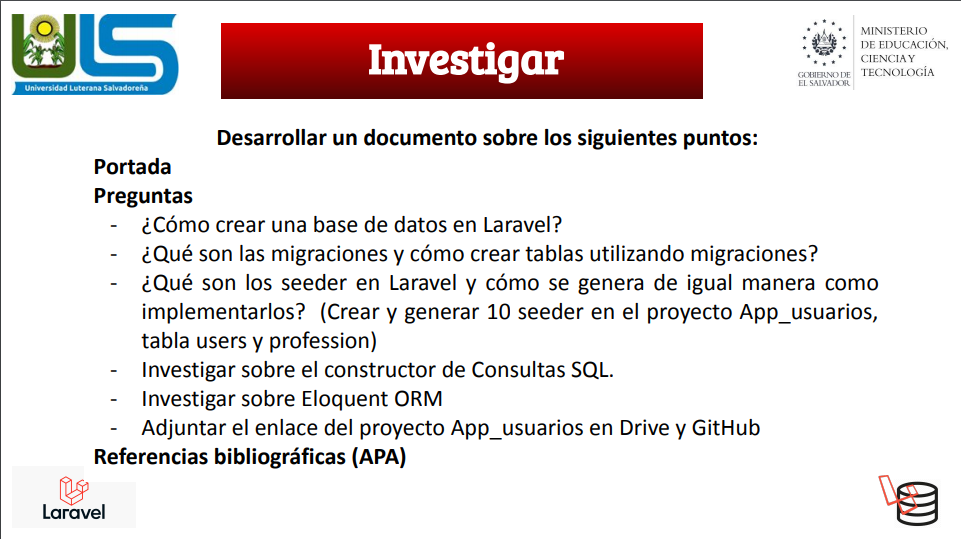 Universidad Luterana Salvadoreña
Investigar
GOBIERNO DE
EL SALVADOR
MINISTERIO
DE EDUCACIÓN,
CIENCIA Y
TECNOLOGÍA
Desarrollar un documento sobre los siguientes puntos:
Portada
Preguntas
- ¿Cómo crear una base de datos en Laravel?
- ¿Qué son las migraciones y cómo crear tablas utilizando migraciones?
- ¿Qué son los seeder en Laravel y cómo se genera de igual manera como
implementarlos? (Crear y generar 10 seeder en el proyecto App_usuarios,
tabla users y profession)
- Investigar sobre el constructor de Consultas SQL.
- Investigar sobre Eloquent ORM
- Adjuntar el enlace del proyecto App_usuarios en Drive y GitHub
Referencias bibliográficas (APA)
Laravel